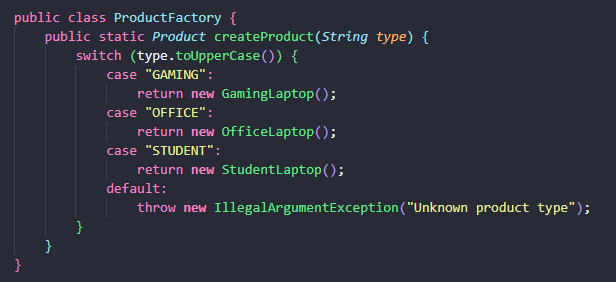 public class ProductFactory {
    public static Product createProduct(String type) {
        switch (type.toUpperCase()) {
            case "GAMING":
                return new GamingLaptop();
            case "OFFICE":
                return new OfficeLaptop();
            case "STUDENT":
                return new StudentLaptop();
            default:
                throw new IllegalArgumentException("Unknown product type");
        }
    }
}